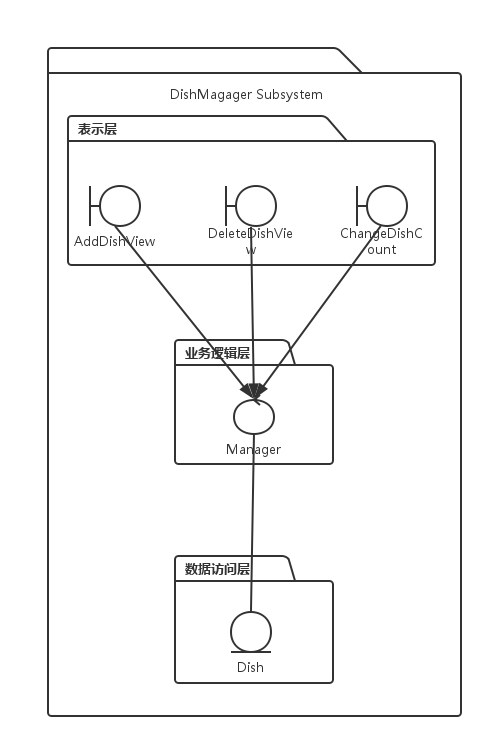 DishMagager Subsystem
表示层
AddDishView
DeleteDishVie
w
ChangeDishC
ount
业务逻辑层
Manager
数据访问层
Dish